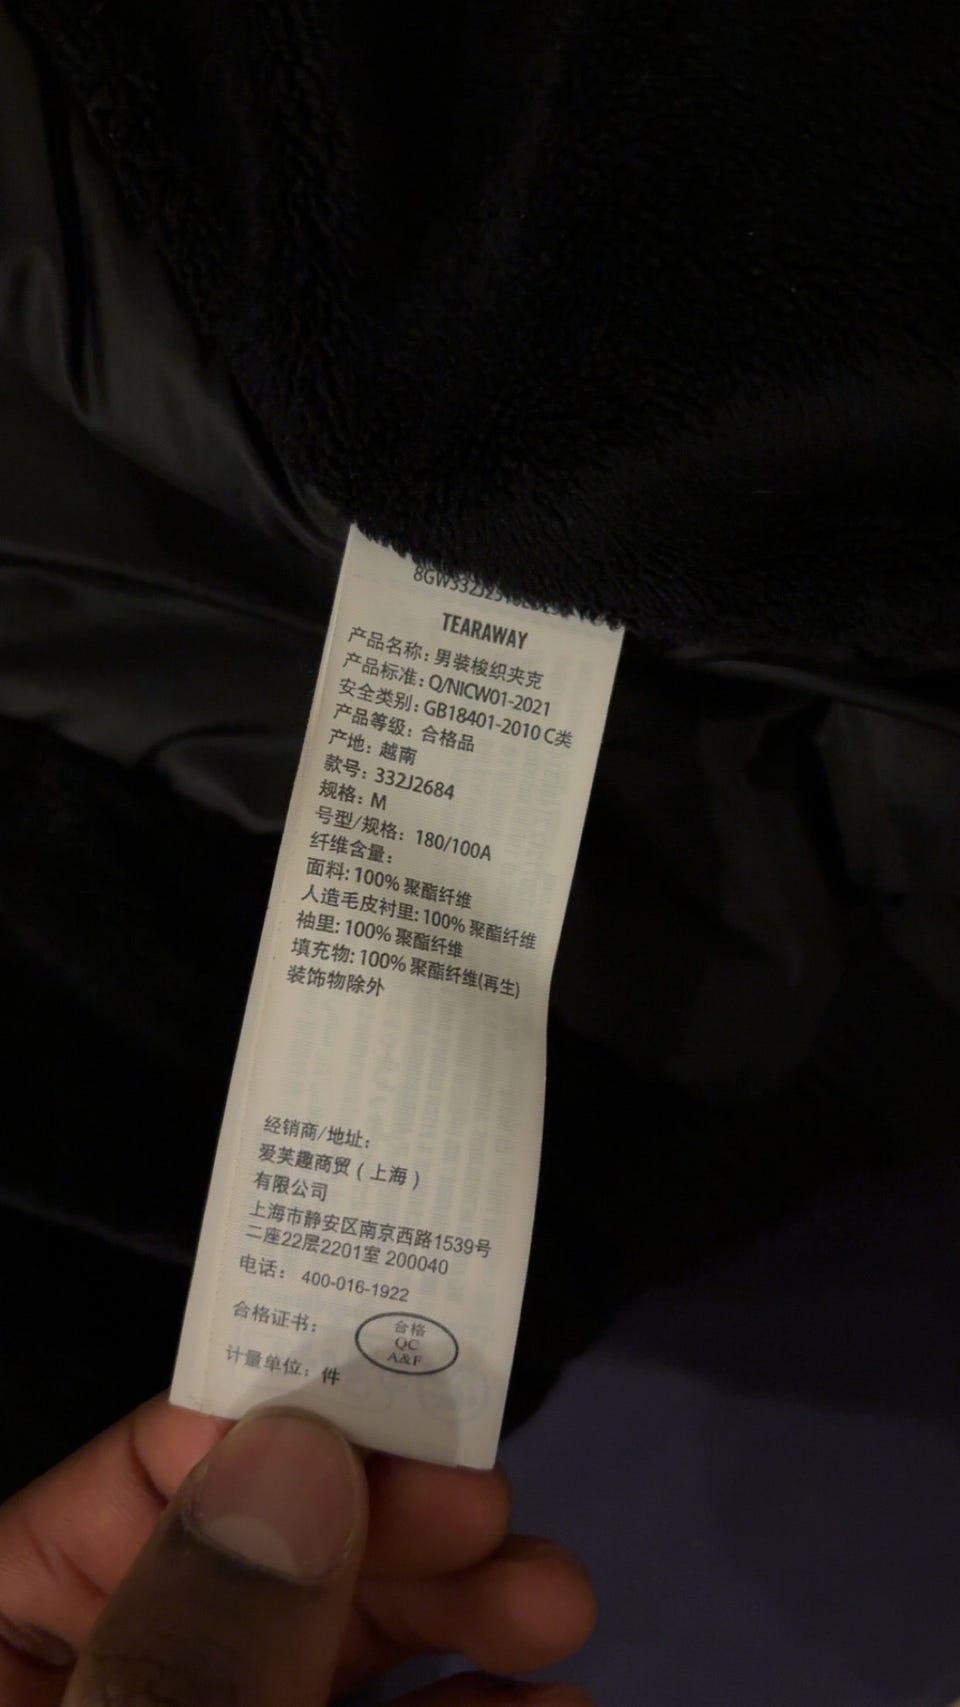 TEARAWAY
产品名称：男装梭织夹克
产品标准：Q/NICW01-2021
安全类别：GB18401-2010 C类
产品等级：合格品
产地：越南
款号：332J2684
规格：M
号型/规格：180/100A
纤维含量：
面料：100% 聚酯纤维
人造毛皮衬里：100% 聚酯纤维
袖里：100% 聚酯纤维
填充物：100% 聚酯纤维(再生)
装饰物除外
经销商/地址：
爱芙趣商贸（上海）
有限公司
上海市静安区南京西路1539号
二座22层2201室 200040
电话： 400-016-1922
合格证书：
合格
QC
A&F
计量单位：件